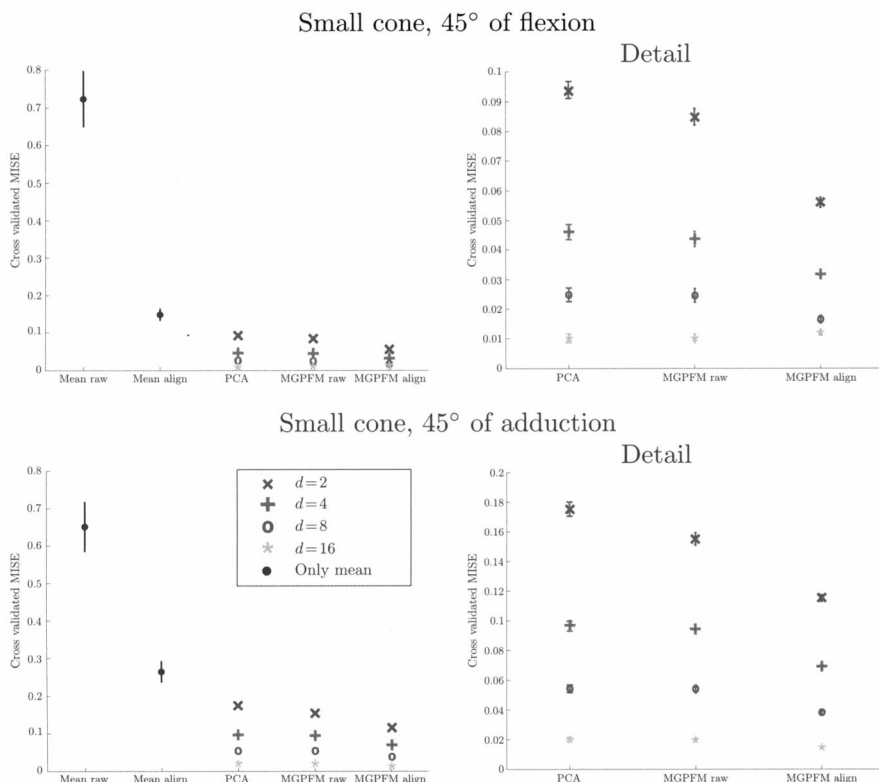 Small cone, 45° of flexion
Detail
Cross validated MISE
0.8
0.7
0.6
0.5
0.4
0.3
0.2
0.1
0
Mean raw
Mean align
PCA
MGPFM raw
MGPFM align
Cross validated MISE
0.1
0.09
0.08
0.07
0.06
0.05
0.04
0.03
0.02
0.01
0
PCA
MGPFM raw
MGPFM align
Small cone, 45° of adduction
Detail
Cross validated MISE
0.8
0.7
0.6
0.5
0.4
0.3
0.2
0.1
0
Mean raw
Mean align
PCA
MGPFM raw
MGPFM align
d=2
d=4
d=8
d=16
Only mean
Cross validated MISE
0.2
0.18
0.16
0.14
0.12
0.1
0.08
0.06
0.04
0.02
0
PCA
MGPFM raw
MGPFM align